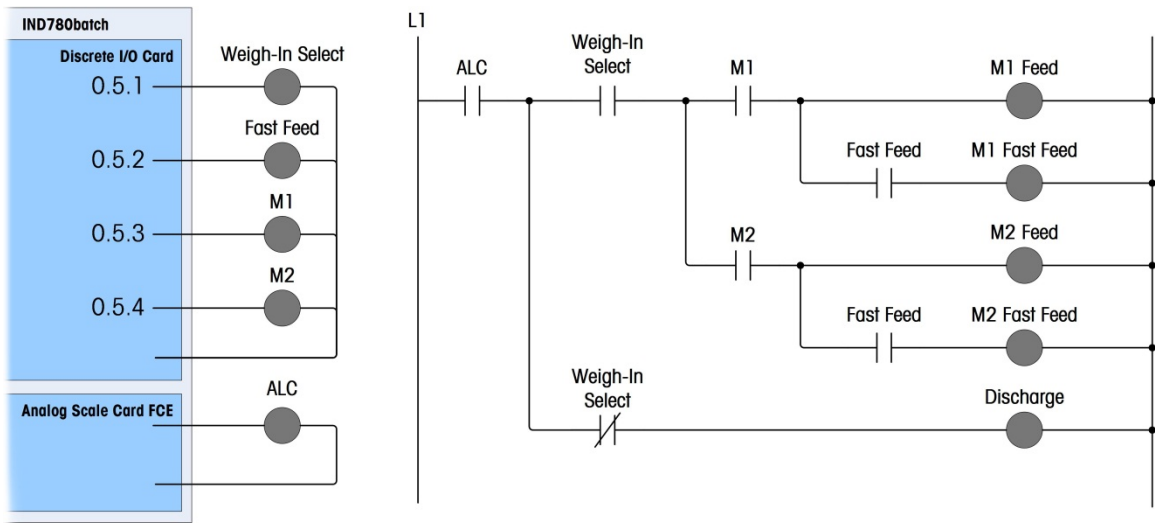 IND780batch
Discrete I/O Card
0.5.1
0.5.2
0.5.3
0.5.4
Weigh-In Select
Fast Feed
M1
M2
Analog Scale Card FCE
ALC
L1
ALC
Weigh-In
Select
M1
M1 Feed
Fast Feed
M1 Fast Feed
M2
M2 Feed
Fast Feed
M2 Fast Feed
Weigh-In
Select
Discharge